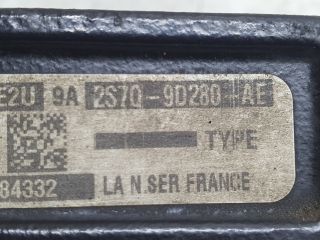 E2U 9A 2S7Q-9D280 AE
TYPE
84332 LA N SER FRANCE